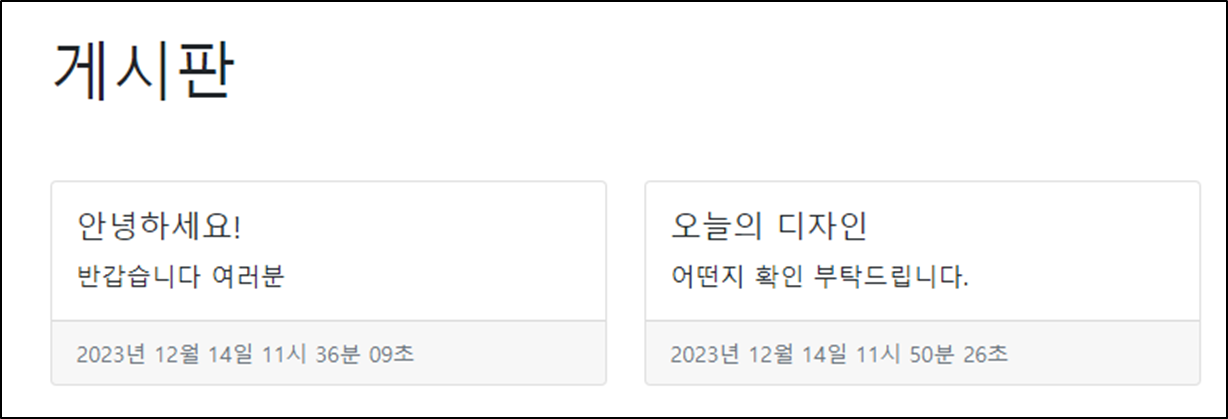 게시판
안녕하세요!
반갑습니다 여러분
2023년 12월 14일 11시 36분 09초
오늘의 디자인
어떤지 확인 부탁드립니다.
2023년 12월 14일 11시 50분 26초